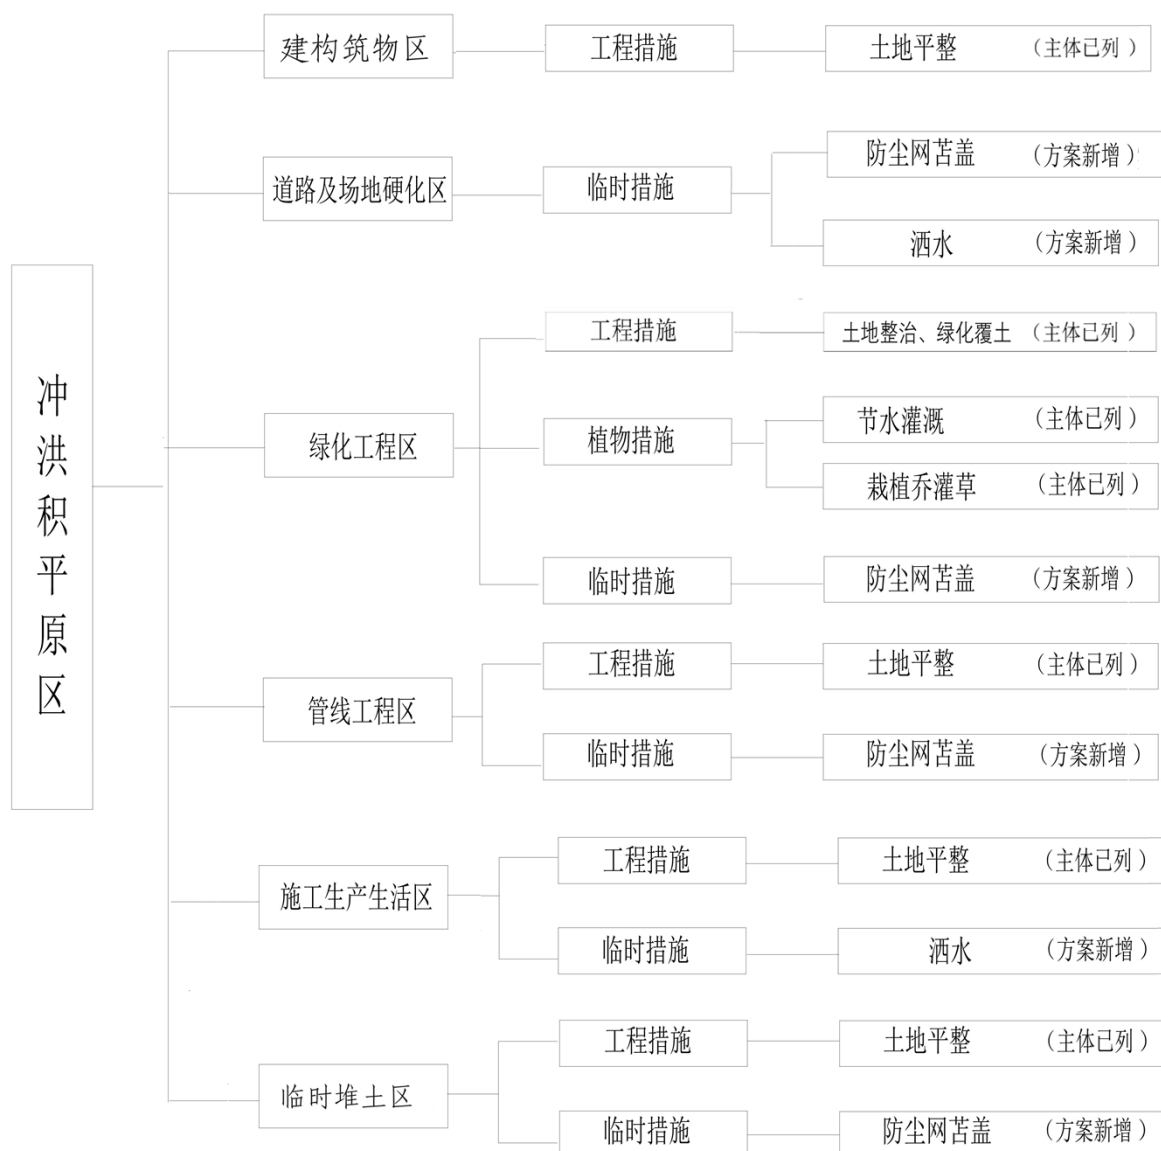 冲洪积平原区
建构筑物区 工程措施 土地平整 （主体已列）
道路及场地硬化区 临时措施 防尘网苫盖 （方案新增）
洒水 （方案新增）
绿化工程区 工程措施 土地整治、绿化覆土 （主体已列）
植物措施 节水灌溉 （主体已列）
栽植乔灌草 （主体已列）
临时措施 防尘网苫盖 （方案新增）
管线工程区 工程措施 土地平整 （主体已列）
临时措施 防尘网苫盖 （方案新增）
施工生产生活区 工程措施 土地平整 （主体已列）
临时措施 洒水 （方案新增）
临时堆土区 工程措施 土地平整 （主体已列）
临时措施 防尘网苫盖 （方案新增）